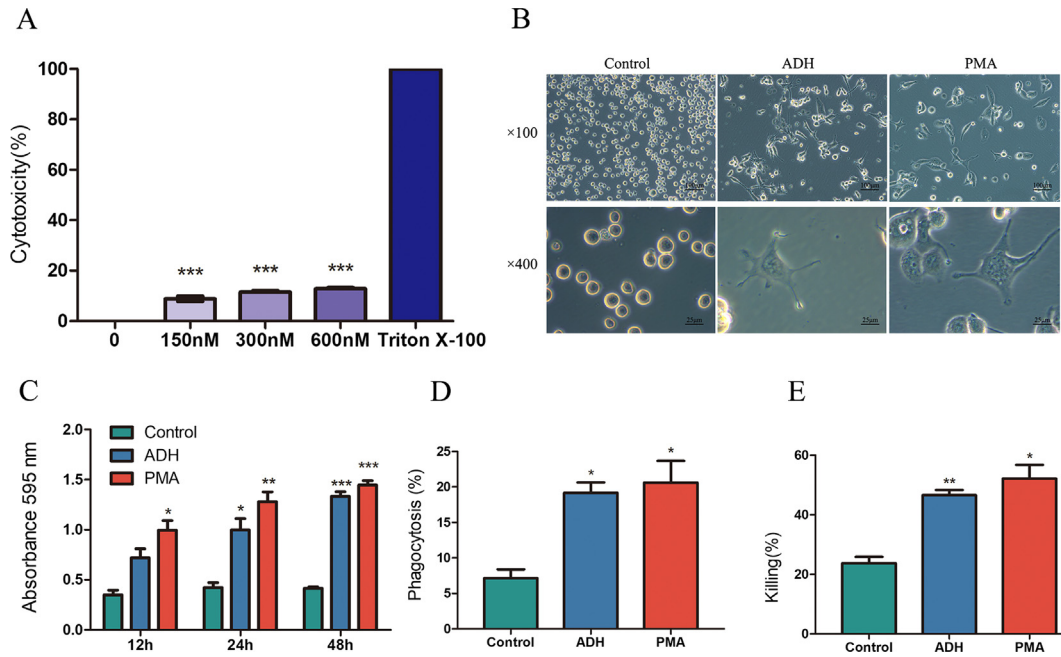 A
Cytotoxicity(%)
100
80
60
40
20
0
*** *** ***
0 150nM 300nM 600nM Triton X-100
B
Control ADH PMA
×100
100μm 100μm 100μm
×400
25μm 25μm 25μm
C
Absorbance 595 nm
2.0
1.5
1.0
0.5
0.0
Control
ADH
PMA
* * ** *** ***
12h 24h 48h
D
Phagocytosis (%)
25
20
15
10
5
0
* *
Control ADH PMA
E
Killing(%)
60
40
20
0
** *
Control ADH PMA